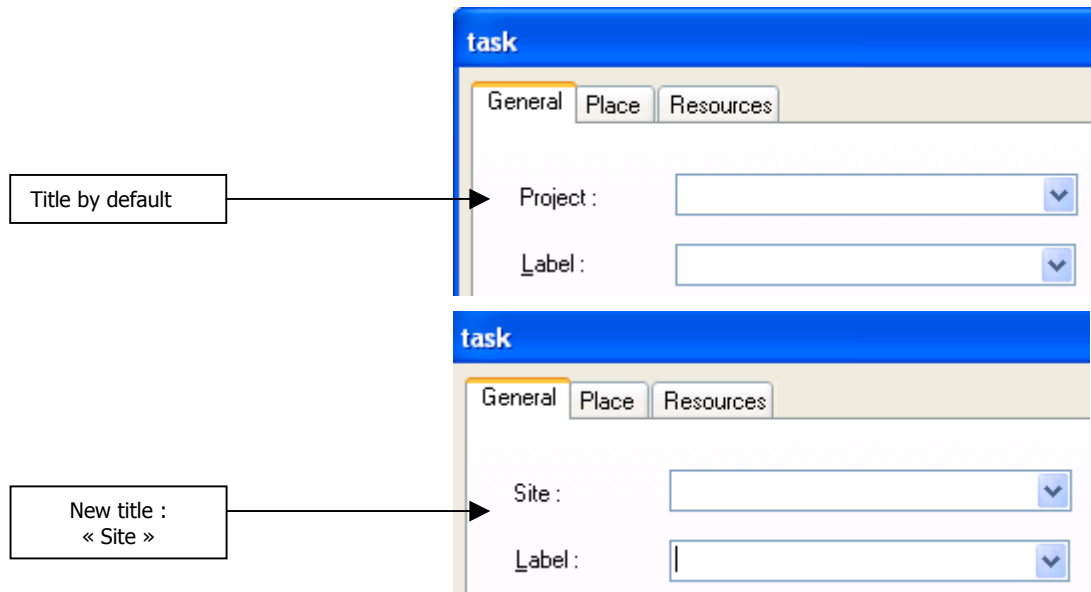 task
General Place Resources
Title by default
Project :
Label :
task
General Place Resources
New title :
« Site »
Site :
Label :